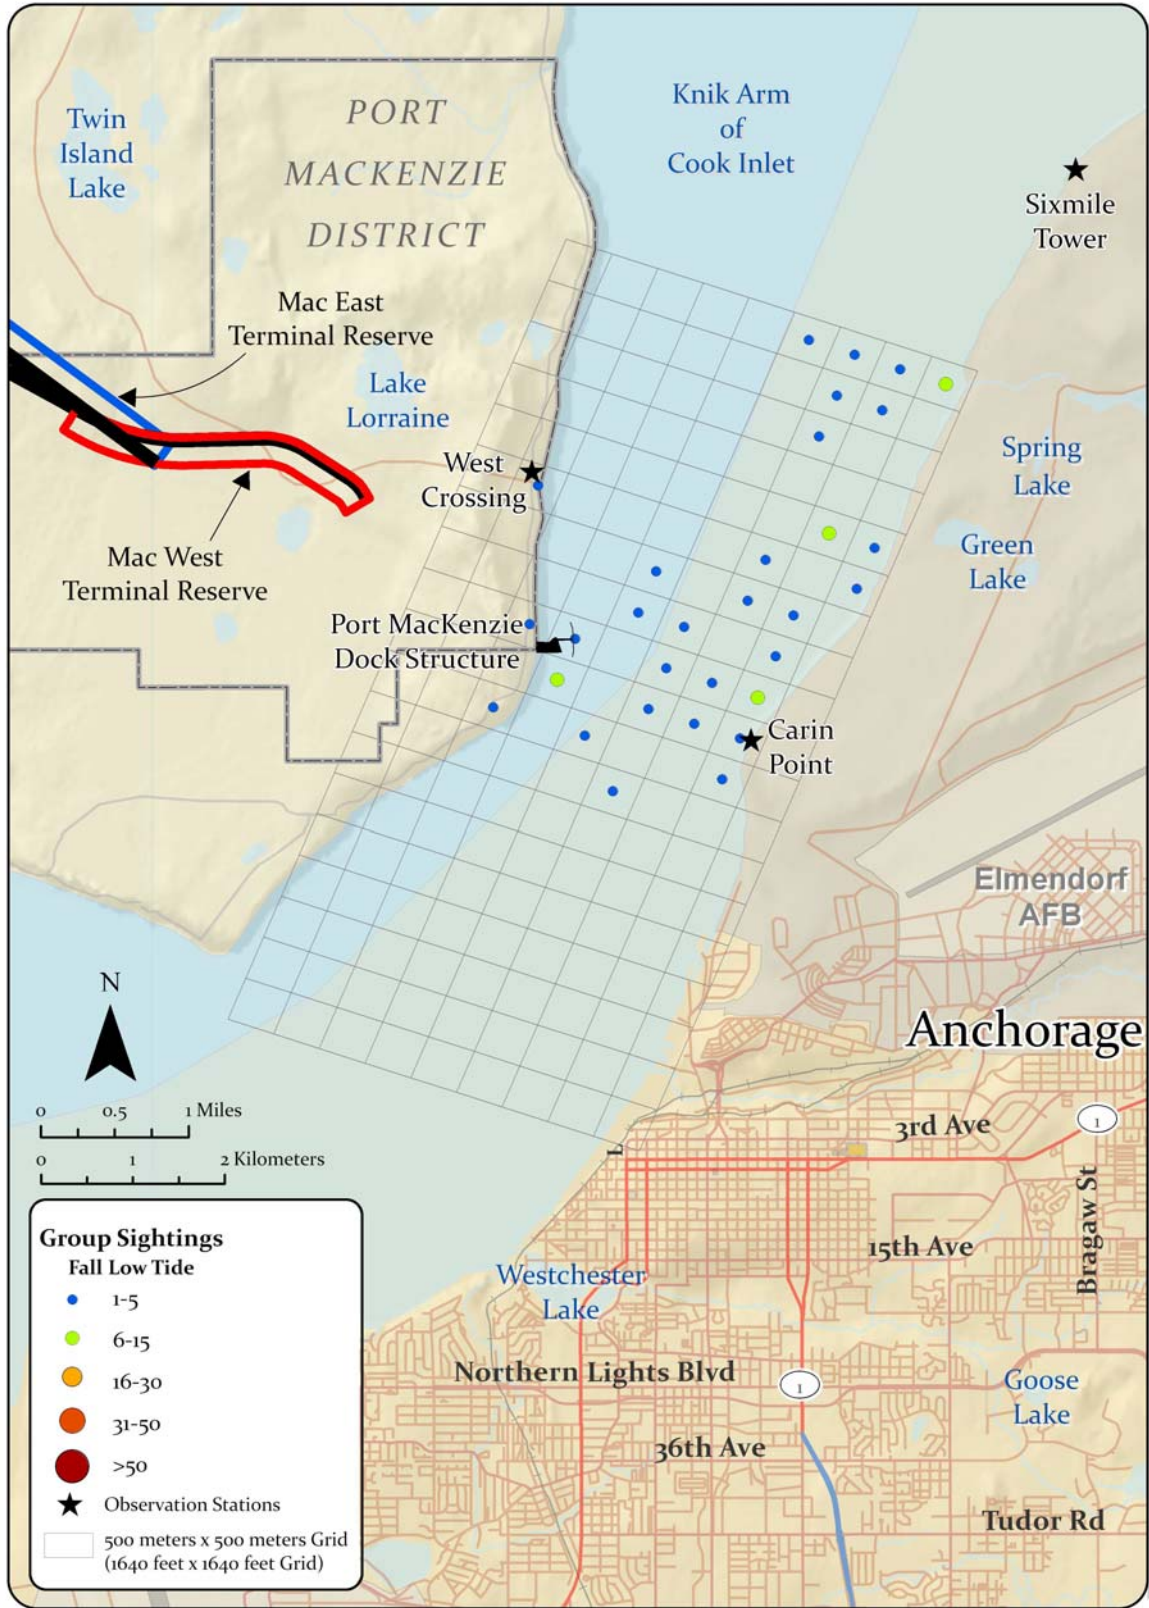 Twin
Island
Lake
PORT
MACKENZIE
DISTRICT
Knik Arm
of
Cook Inlet
Sixmile
Tower
Mac East
Terminal Reserve
Lake
Lorraine
West
Crossing
Spring
Lake
Green
Lake
Mac West
Terminal Reserve
Port MacKenzie
Dock Structure
Carin
Point
Elmendorf
AFB
N
Anchorage
0 0.5 1 Miles
0 1 2 Kilometers
3rd Ave
1
L
15th Ave
Bragaw St
Westchester
Lake
Northern Lights Blvd
1
Goose
Lake
36th Ave
Tudor Rd
Group Sightings
Fall Low Tide
1-5
6-15
16-30
31-50
>50
Observation Stations
500 meters x 500 meters Grid
(1640 feet x 1640 feet Grid)